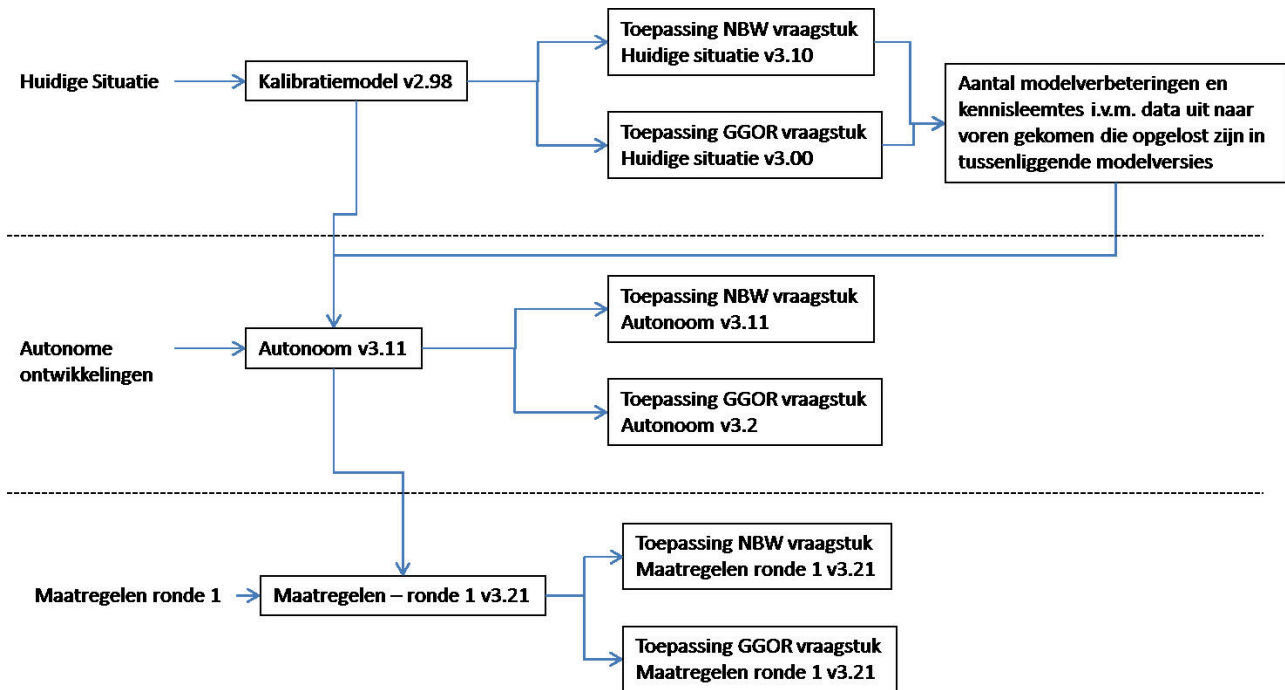 Huidige Situatie
Kalibratiemodel v2.98
Toepassing NBW vraagstuk
Huidige situatie v3.10
Toepassing GGOR vraagstuk
Huidige situatie v3.00
Aantal modelverbeteringen en
kennisleemtes i.v.m. data uit naar
voren gekomen die opgelost zijn in
tussenliggende modelversies
Autonome
ontwikkelingen
Autonoom v3.11
Toepassing NBW vraagstuk
Autonoom v3.11
Toepassing GGOR vraagstuk
Autonoom v3.2
Maatregelen ronde 1
Maatregelen – ronde 1 v3.21
Toepassing NBW vraagstuk
Maatregelen ronde 1 v3.21
Toepassing GGOR vraagstuk
Maatregelen ronde 1 v3.21